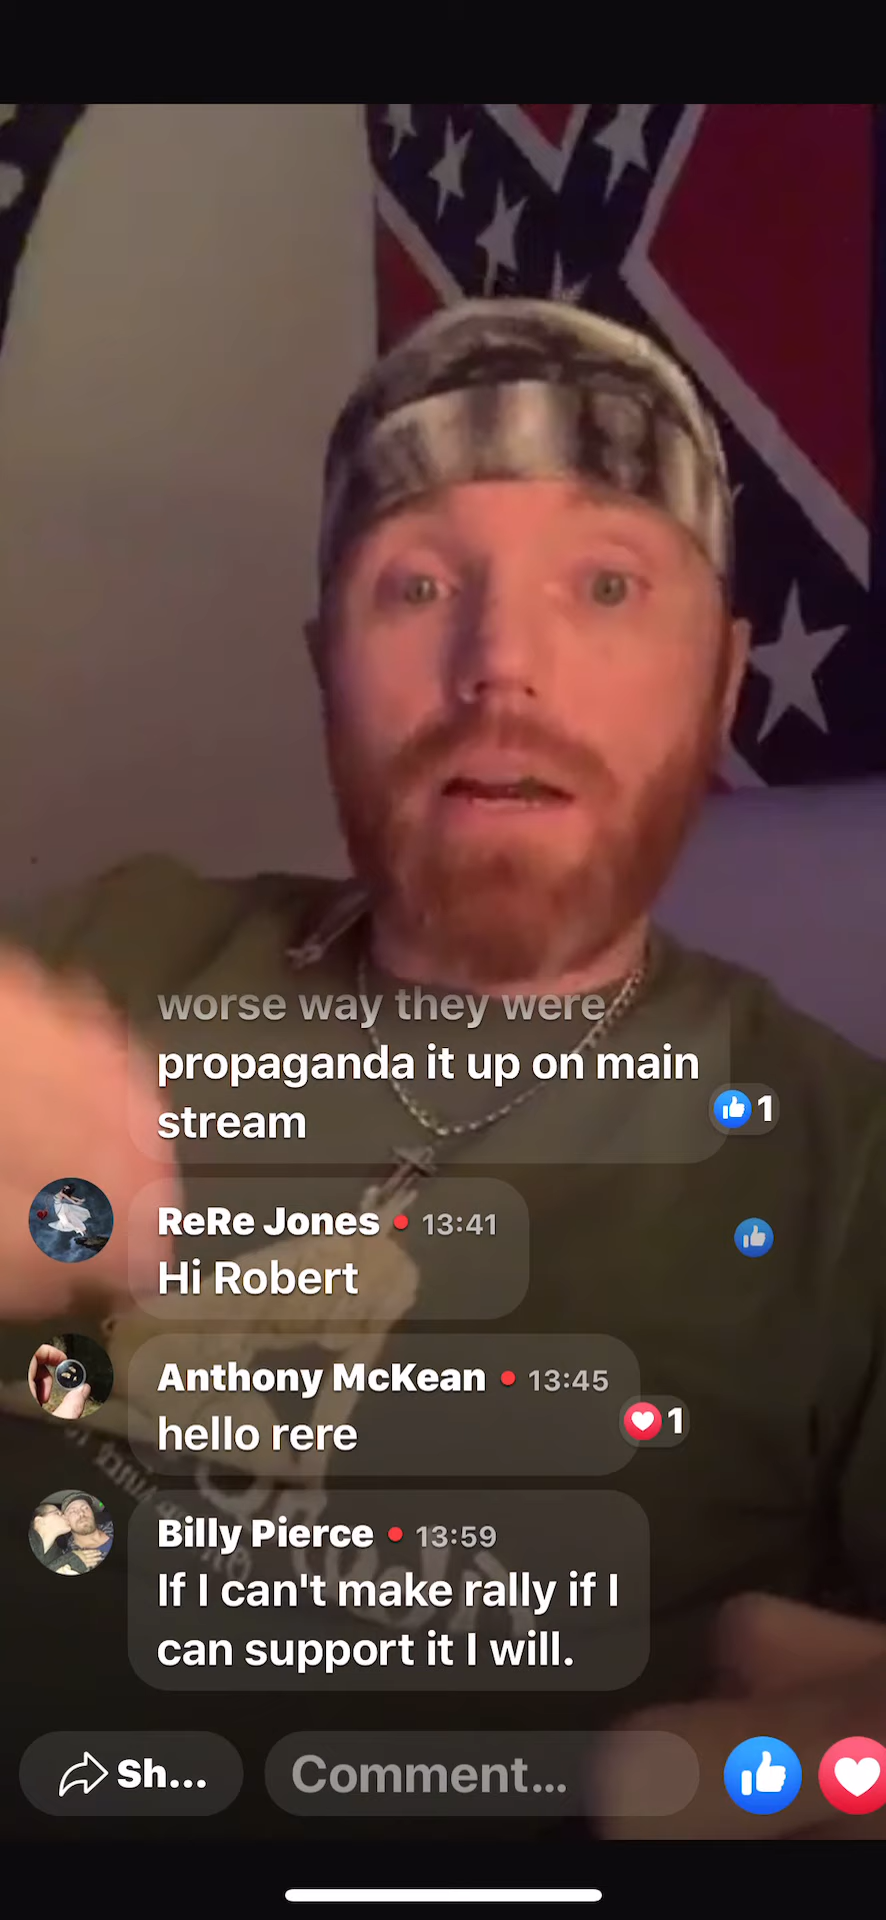 worse way they were
propaganda it up on main
stream
1
ReRe Jones 13:41
Hi Robert
Anthony McKean 13:45
hello rere
1
Billy Pierce 13:59
If I can't make rally if I
can support it I will.
Sh...
Comment...